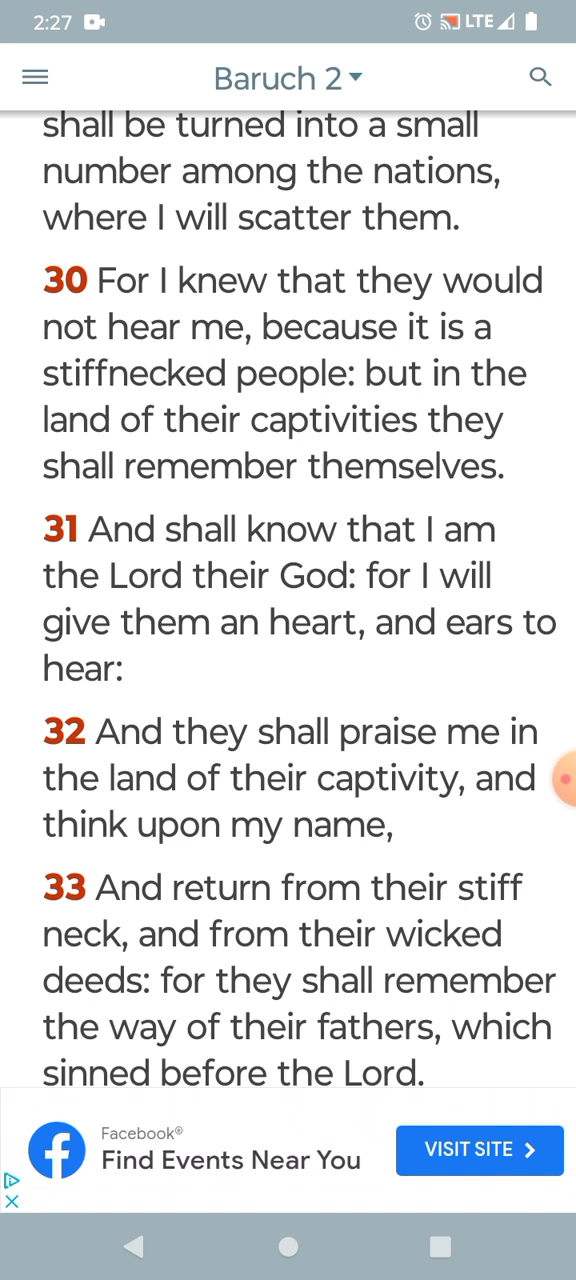 2:27 LTE
Baruch 2
shall be turned into a small
number among the nations,
where I will scatter them.
30 For I knew that they would
not hear me, because it is a
stiffnecked people: but in the
land of their captivities they
shall remember themselves.
31 And shall know that I am
the Lord their God: for I will
give them an heart, and ears to
hear:
32 And they shall praise me in
the land of their captivity, and
think upon my name,
33 And return from their stiff
neck, and from their wicked
deeds: for they shall remember
the way of their fathers, which
sinned before the Lord.
Facebook®
Find Events Near You
VISIT SITE